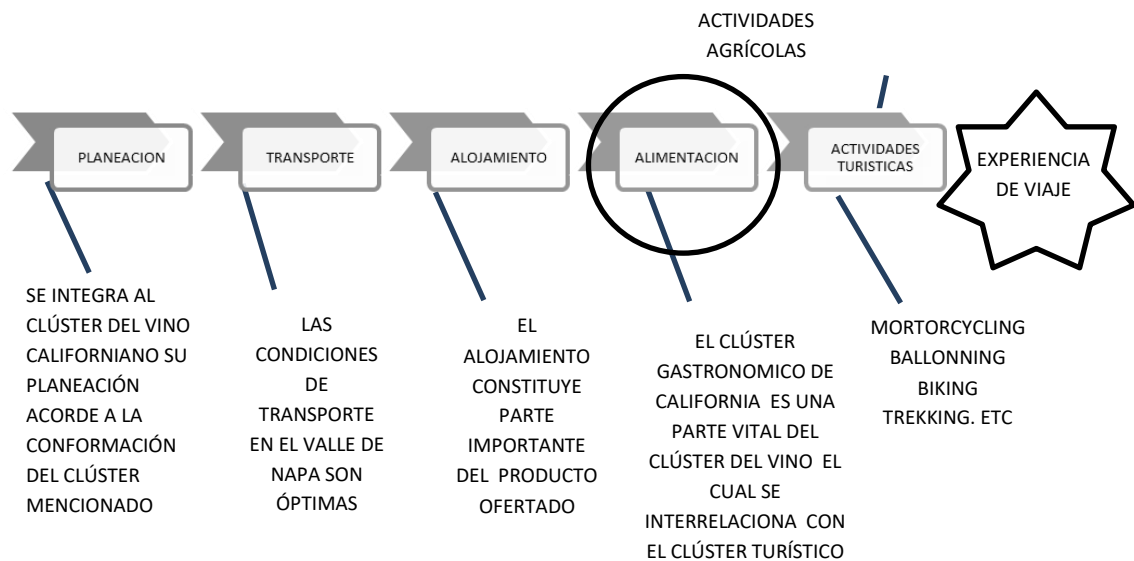 ACTIVIDADES
AGRÍCOLAS
PLANEACION
TRANSPORTE
ALOJAMIENTO
ALIMENTACION
ACTIVIDADES
TURISTICAS
EXPERIENCIA
DE VIAJE
SE INTEGRA AL
CLÚSTER DEL VINO
CALIFORNIANO SU
PLANEACIÓN
ACORDE A LA
CONFORMACIÓN
DEL CLÚSTER
MENCIONADO
LAS
CONDICIONES
DE
TRANSPORTE
EN EL VALLE DE
NAPA SON
ÓPTIMAS
EL
ALOJAMIENTO
CONSTITUYE
PARTE
IMPORTANTE
DEL PRODUCTO
OFERTADO
EL CLÚSTER
GASTRONOMICO DE
CALIFORNIA ES UNA
PARTE VITAL DEL
CLÚSTER DEL VINO EL
CUAL SE
INTERRELACIONA CON
EL CLÚSTER TURÍSTICO
MORTORCYCLING
BALLONNING
BIKING
TREKKING. ETC